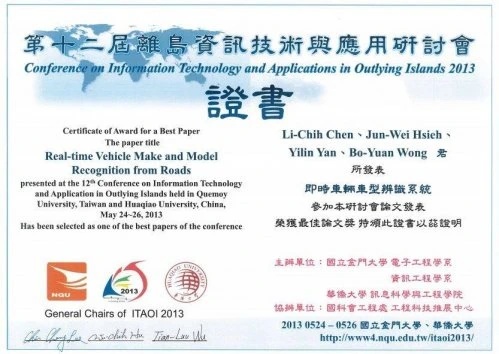 第十二屆離島資訊技術與應用研討會
Conference on Information Technology and Applications in Outlying Islands 2013
證書
Certificate of Award for a Best Paper
The paper title
Real-time Vehicle Make and Model
Recognition from Roads
presented at the 12th Conference on Information Technology
and Application in Outlying Islands held in Quemoy
University, Taiwan and Huaqiao University, China,
May 24~26, 2013
Has been selected as one of the best papers of the conference
Li-Chih Chen、Jun-Wei Hsieh、
Yilin Yan、Bo-Yuan Wong 君
所發表
即時車輛車型辨識系統
參加本研討會論文發表
榮獲最佳論文獎 持頒此證書以茲證明
NQU
2013
HUAQIAO UNIVERSITY
General Chairs of ITAOI 2013
主辦單位：國立金門大學 電子工程學系
資訊工程學系
華僑大學 訊息科學與工程學院
協辦單位：國科會工程處 工程科技推展中心
2013 0524 – 0526 國立金門大學、華僑大學
http://www4.nqu.edu.tw/itaoi2013/